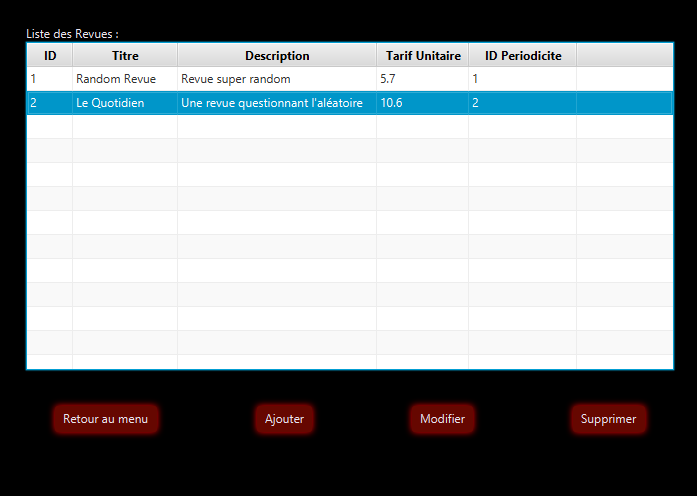 Liste des Revues :
ID Titre Description Tarif Unitaire ID Periodicite
1 Random Revue Revue super random 5.7 1
2 Le Quotidien Une revue questionnant l'aléatoire 10.6 2
Retour au menu Ajouter Modifier Supprimer